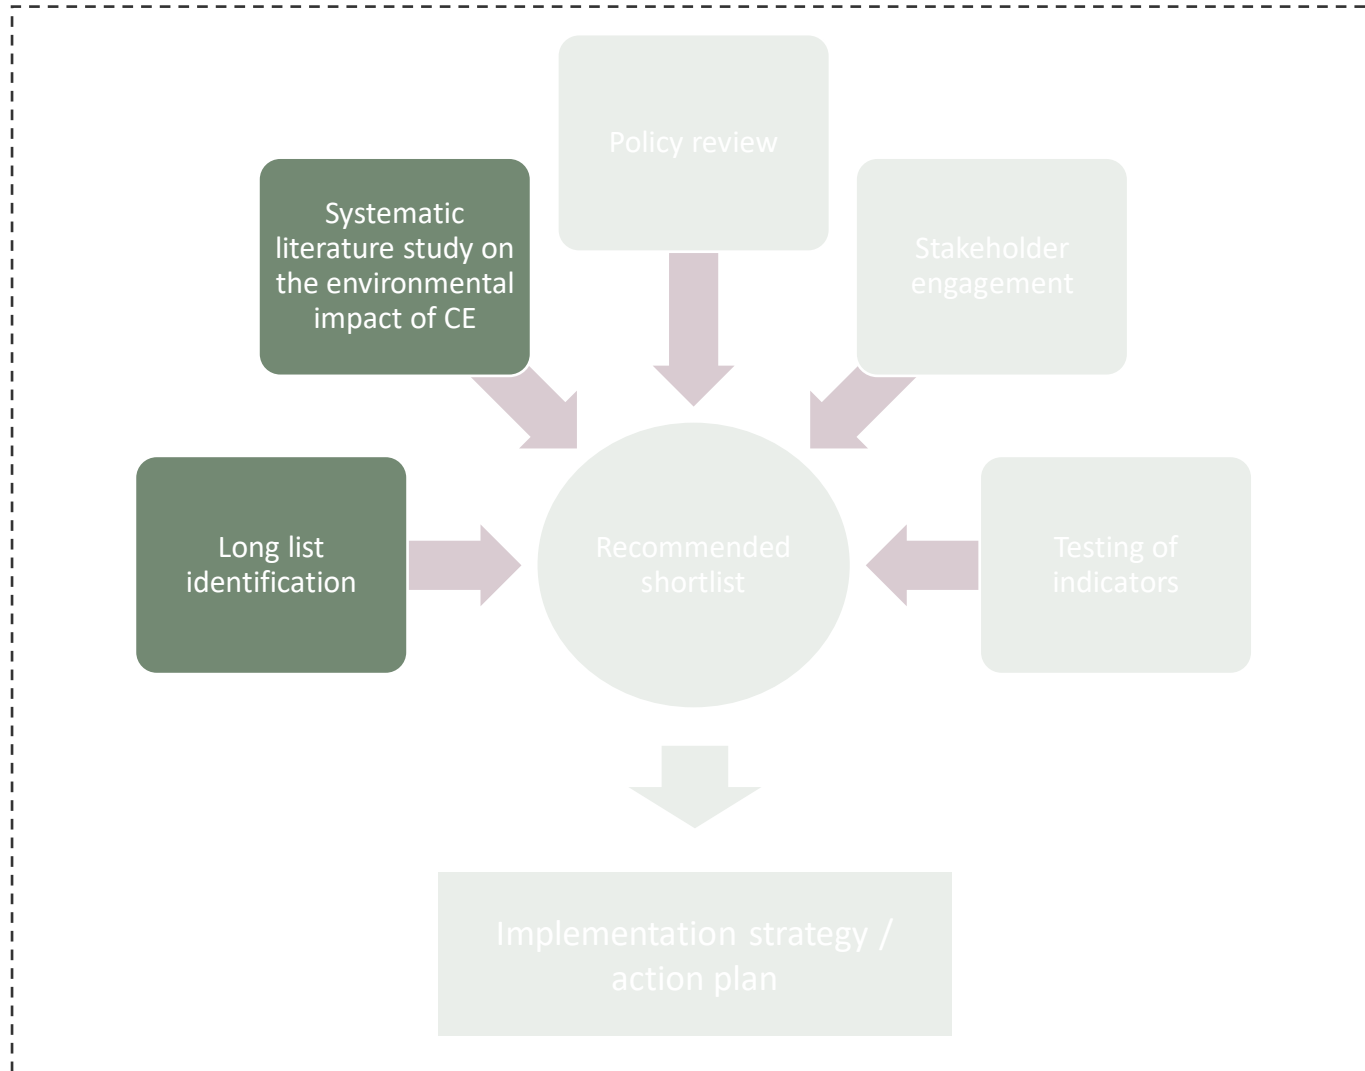 Policy review
Systematic
literature study on
the environmental
impact of CE
Stakeholder
engagement
Long list
identification
Recommended
shortlist
Testing of
indicators
Implementation strategy /
action plan